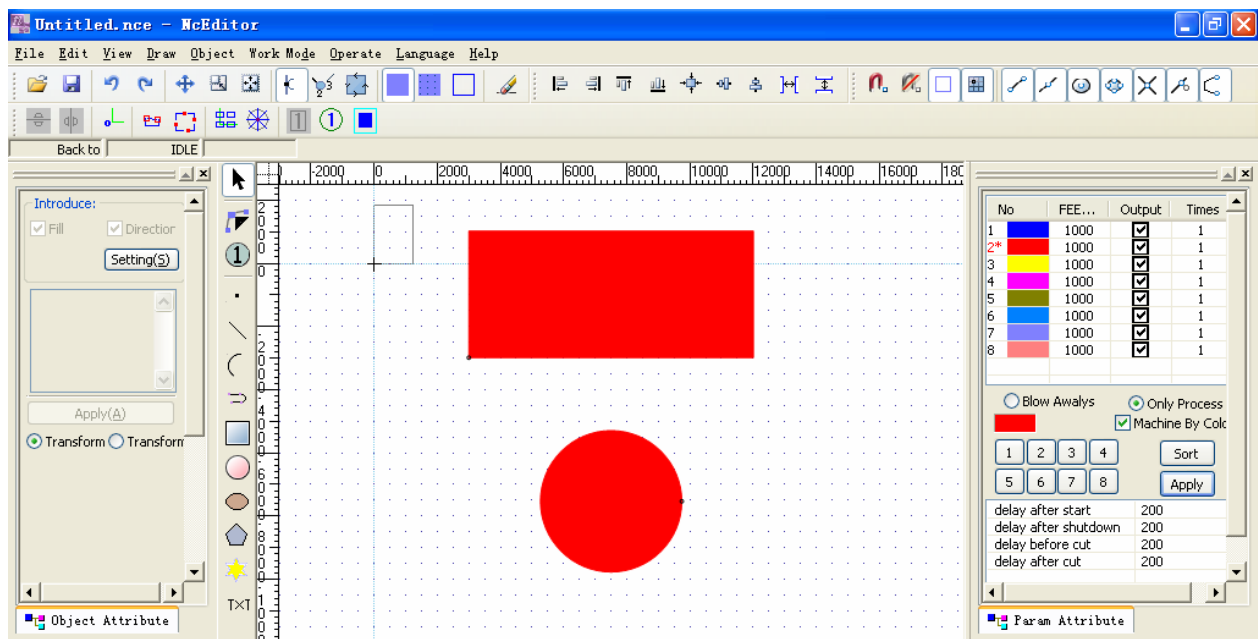 Untitled.nce - NcEditor
File Edit View Draw Object Work Mode Operate Language Help
Back to IDLE
-2000 0 2000 4000 6000 8000 10000 12000 14000 16000 180
Introduce:
Fill Direction
Setting(S)
Apply(A)
Transform Transform
Object Attribute
1
TXT
No FEE... Output Times
1 1000 1
2* 1000 1
3 1000 1
4 1000 1
5 1000 1
6 1000 1
7 1000 1
8 1000 1
Blow Awalys Only Process
Machine By Colo
1 2 3 4 Sort
5 6 7 8 Apply
delay after start 200
delay after shutdown 200
delay before cut 200
delay after cut 200
Param Attribute